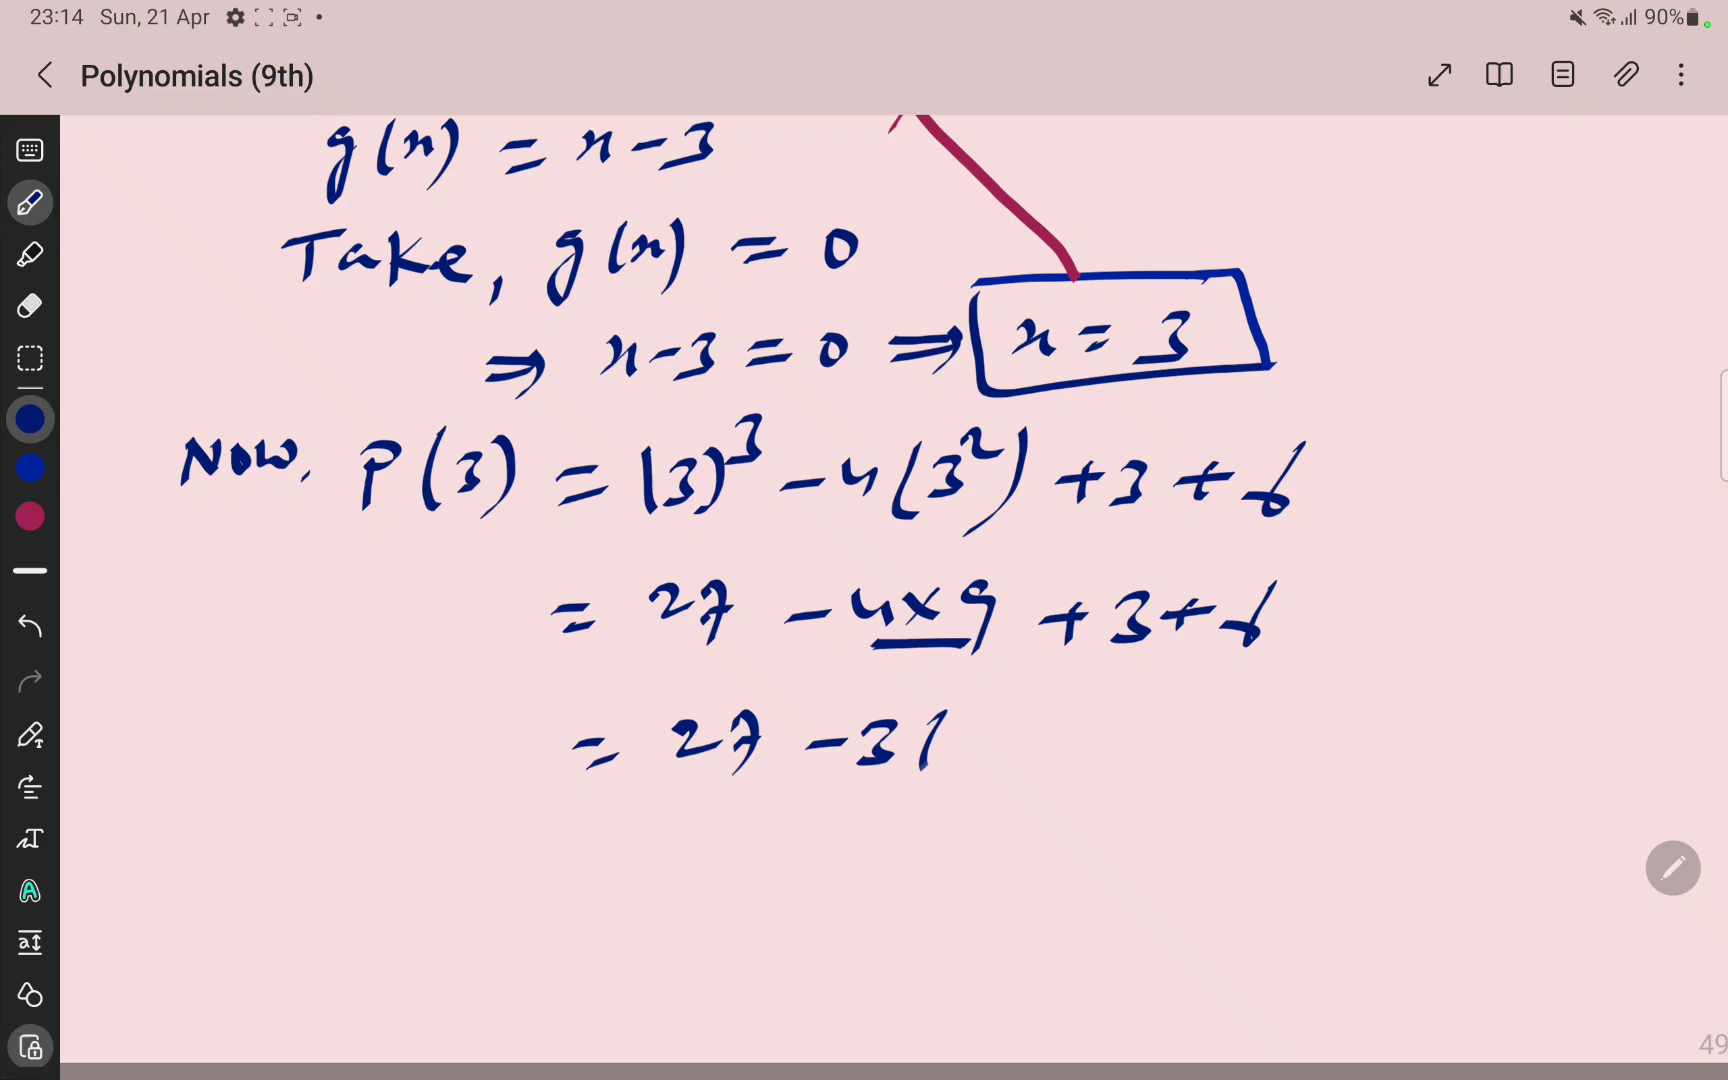 23:14 Sun, 21 Apr 90%
Polynomials (9th)
g(x) = x - 3
Take, g(x) = 0
⇒ x - 3 = 0 ⇒ x = 3
Now, P(3) = (3)³ - 4(3²) + 3 + 6
= 27 - 4×9 + 3 + 6
= 27 - 3
49